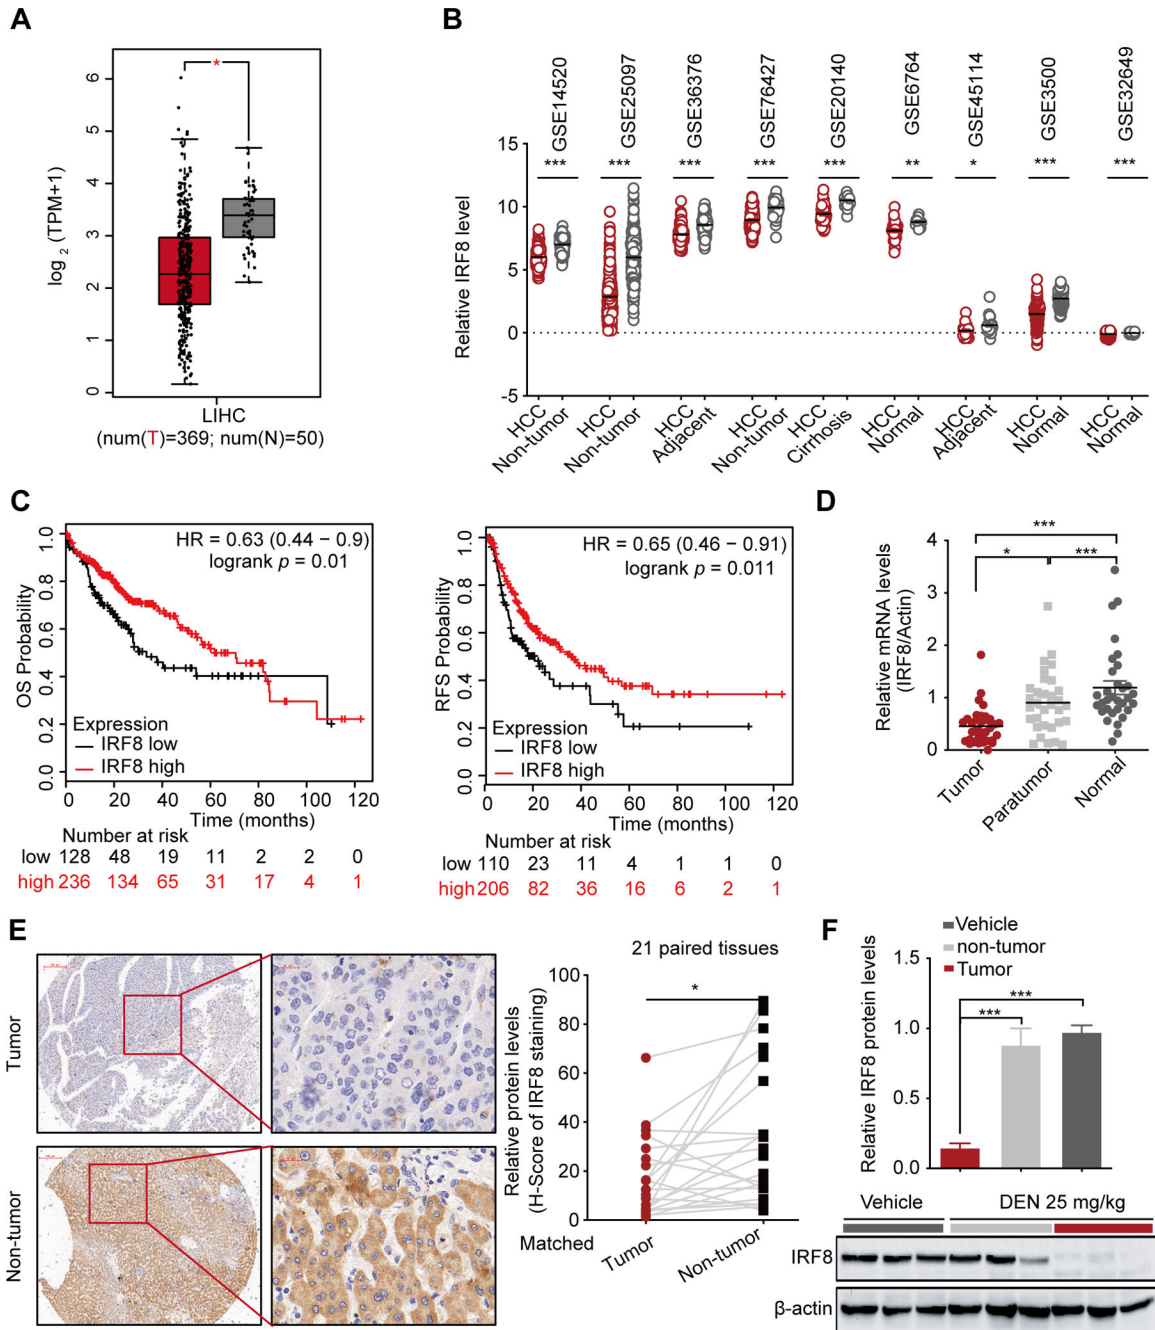 A
*
6
5
4
3
2
1
0
log 2 (TPM+1)
LIHC
(num(T)=369; num(N)=50)
B
GSE14520
GSE25097
GSE36376
GSE76427
GSE20140
GSE6764
GSE45114
GSE3500
GSE32649
*** *** *** *** *** ** * *** ***
15
10
5
0
-5
Relative IRF8 level
HCC Non-tumor
HCC Non-tumor
HCC Adjacent
HCC Non-tumor
HCC Cirrhosis
HCC Normal
HCC Adjacent
HCC Normal
HCC Normal
C
HR = 0.63 (0.44 − 0.9)
logrank p = 0.01
1.0
0.8
0.6
0.4
0.2
0.0
OS Probability
Expression
IRF8 low
IRF8 high
0 20 40 60 80 100 120
Time (months)
Number at risk
low 128 48 19 11 2 2 0
high 236 134 65 31 17 4 1
HR = 0.65 (0.46 − 0.91)
logrank p = 0.011
1.0
0.8
0.6
0.4
0.2
0.0
RFS Probability
Expression
IRF8 low
IRF8 high
0 20 40 60 80 100 120
Time (months)
Number at risk
low 110 23 11 4 1 1 0
high 206 82 36 16 6 2 1
D
***
* ***
4
3
2
1
0
Relative mRNA levels
(IRF8/Actin)
Tumor
Paratumor
Normal
E
Tumor
Non-tumor
21 paired tissues
*
100
80
60
40
20
0
Relative protein levels
(H-Score of IRF8 staining)
Matched
Tumor
Non-tumor
F
Vehicle
non-tumor
Tumor
***
***
1.5
1.0
0.5
0.0
Relative IRF8 protein levels
Vehicle DEN 25 mg/kg
IRF8
β-actin